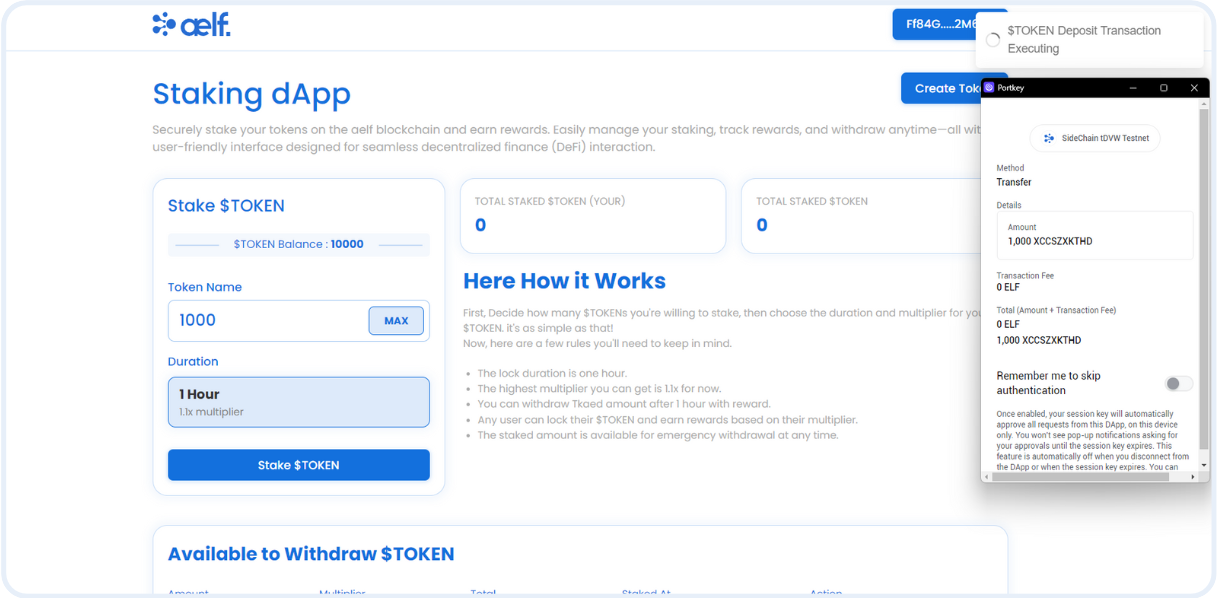 aelf.
Ff84G.....2M6
$TOKEN Deposit Transaction
Executing
Staking dApp
Create Tok
Securely stake your tokens on the aelf blockchain and earn rewards. Easily manage your staking, track rewards, and withdraw anytime—all wit
user-friendly interface designed for seamless decentralized finance (DeFi) interaction.
Stake $TOKEN
$TOKEN Balance : 10000
Token Name
1000
MAX
Duration
1 Hour
1.1x multiplier
Stake $TOKEN
TOTAL STAKED $TOKEN (YOUR)
0
TOTAL STAKED $TOKEN
0
Here How it Works
First, Decide how many $TOKENs you're willing to stake, then choose the duration and multiplier for you
$TOKEN. it's as simple as that!
Now, here are a few rules you'll need to keep in mind.
• The lock duration is one hour.
• The highest multiplier you can get is 1.1x for now.
• You can withdraw Tkaed amount after 1 hour with reward.
• Any user can lock their $TOKEN and earn rewards based on their multiplier.
• The staked amount is available for emergency withdrawal at any time.
Portkey
SideChain tDVW Testnet
Method
Transfer
Details
Amount
1,000 XCCSZXKTHD
Transaction Fee
0 ELF
Total (Amount + Transaction Fee)
0 ELF
1,000 XCCSZXKTHD
Remember me to skip
authentication
Once enabled, your session key will automatically
approve all requests from this DApp, on this device
only. You won't see pop-up notifications asking for
your approvals until the session key expires. This
feature is automatically off when you disconnect from
the DApp or when the session key expires. You can
Available to Withdraw $TOKEN
Amount
Multiplier
Total
Staked At
Action